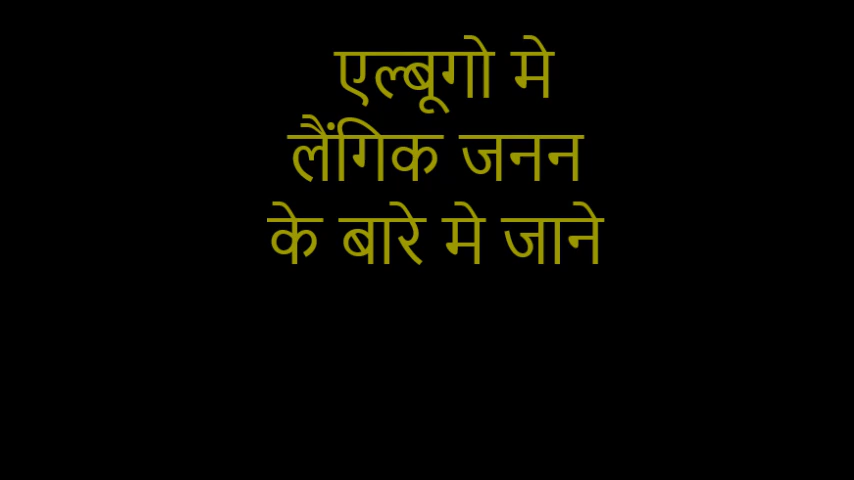 एल्बूगो मे
लैंगिक जनन
के बारे मे जाने